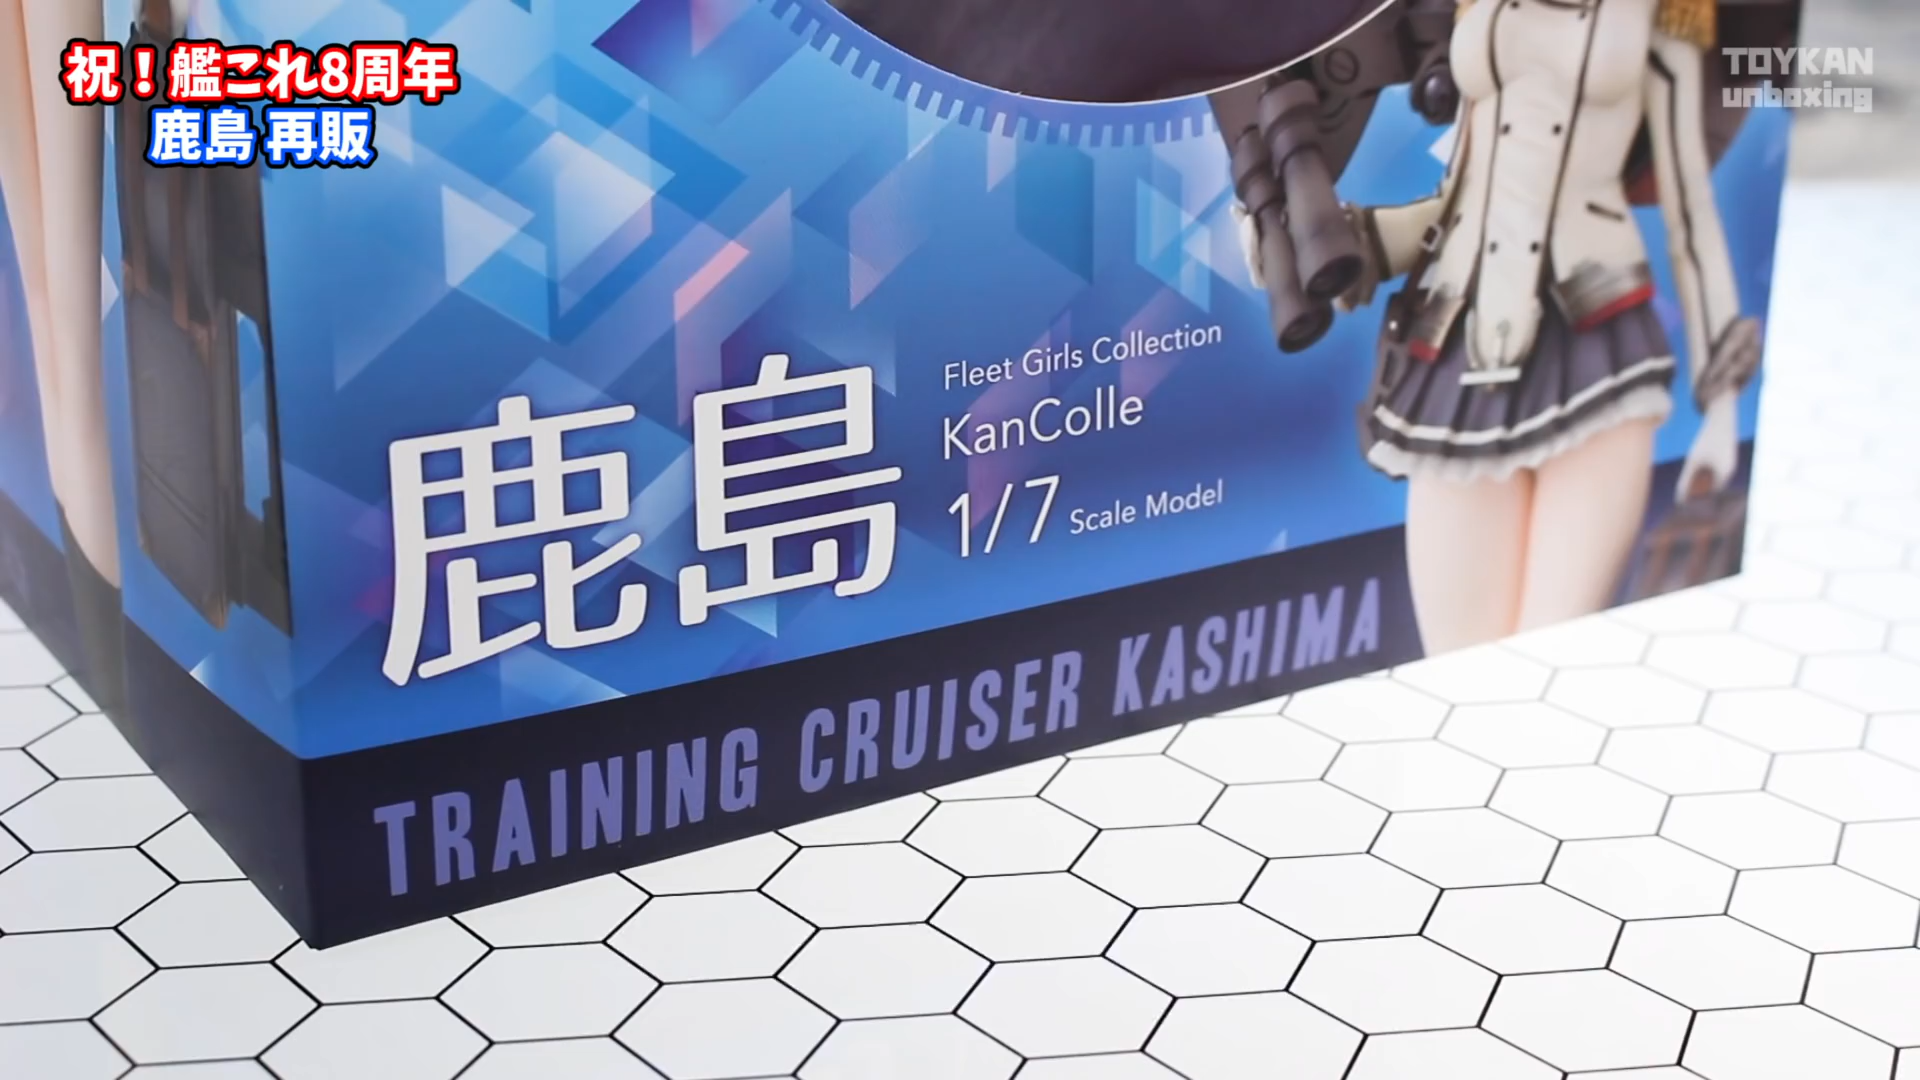 祝！艦これ8周年
鹿島 再販
TOYKAN
unboxing
鹿島
Fleet Girls Collection
KanColle
1/7 Scale Model
TRAINING CRUISER KASHIMA